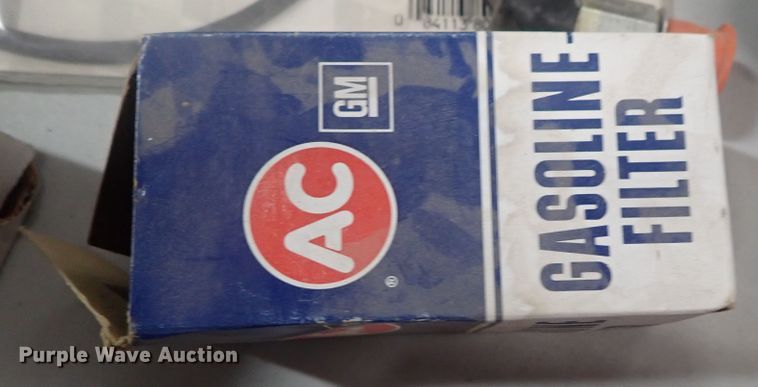 GM
AC
®
GASOLINE
FILTER
Purple Wave Auction